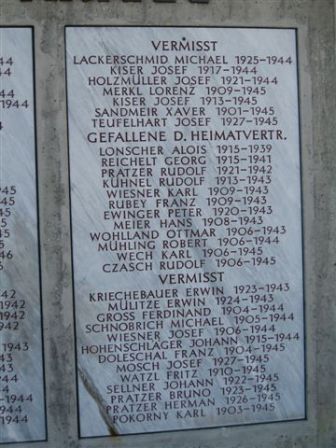 VERMISST
LACKERSCHMID MICHAEL 1925-1944
KISER JOSEF 1917-1944
HOLZMÜLLER JOSEF 1921-1944
MERKL LORENZ 1909-1945
KISER JOSEF 1913-1945
SANDMEIR XAVER 1901-1945
TEUFELHART JOSEF 1927-1945
GEFALLENE D. HEIMATVERTR.
LONSCHER ALOIS 1915-1939
REICHELT GEORG 1915-1941
PRATZER RUDOLF 1921-1942
KÜHNEL RUDOLF 1913-1943
WIESNER KARL 1909-1943
RUBEY FRANZ 1909-1943
EWINGER PETER 1920-1943
MEIER HANS 1908-1943
WOHLLAND OTTMAR 1906-1943
MÜHLING ROBERT 1906-1944
WECH KARL 1906-1945
CZASCH RUDOLF 1906-1945
VERMISST
KRIECHEBAUER ERWIN 1923-1943
MÜLITZE ERWIN 1924-1943
GROSS FERDINAND 1904-1944
SCHNOBRICH MICHAEL 1905-1944
WIESNER JOSEF 1906-1944
HOHENSCHLÄGER JOHANN 1915-1944
DOLESCHAL FRANZ 1904-1945
MOSCH JOSEF 1927-1945
WATZL FRITZ 1910-1945
SELLNER JOHANN 1922-1945
PRATZER BRUNO 1923-1945
PRATZER HERMAN 1926-1945
POKORNY KARL 1903-1945